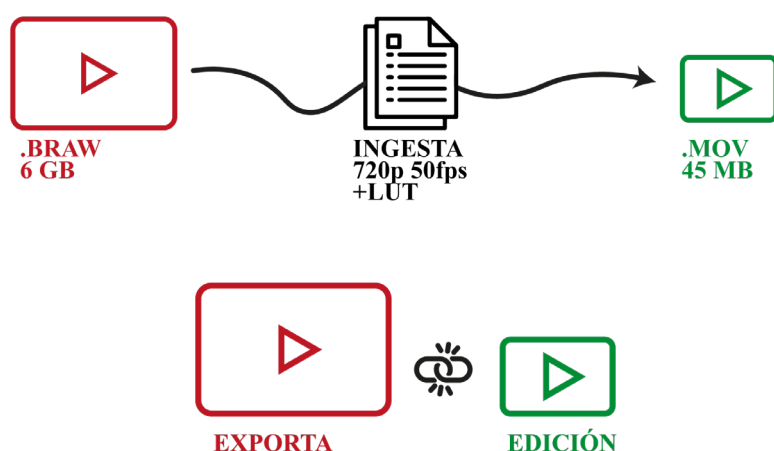 .BRAW
6 GB
INGESTA
720p 50fps
+LUT
.MOV
45 MB
EXPORTA
EDICIÓN